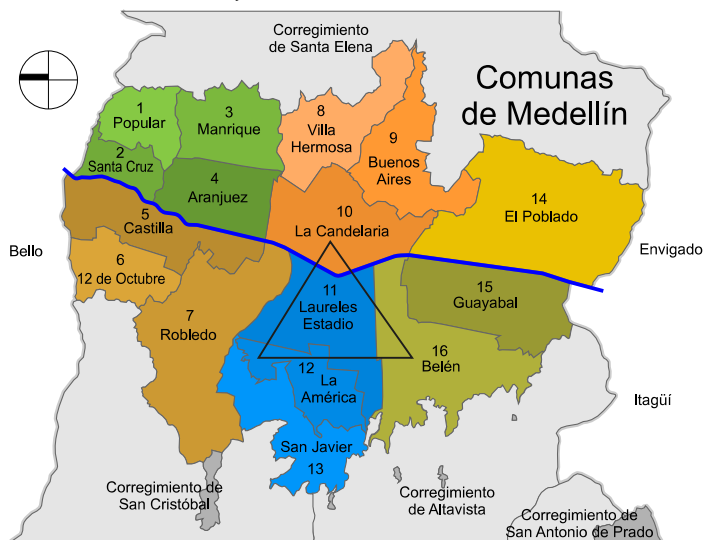 Corregimiento
de Santa Elena
Comunas
de Medellín
1
Popular
3
Manrique
8
Villa
Hermosa
9
Buenos
Aires
2
Santa Cruz
4
Aranjuez
14
El Poblado
10
La Candelaria
5
Castilla
Bello
Envigado
6
12 de Octubre
11
Laureles
Estadio
15
Guayabal
7
Robledo
16
Belén
12
La
América
Itagüí
San Javier
13
Corregimiento de
San Cristóbal
Corregimiento
de Altavista
Corregimiento de
San Antonio de Prado